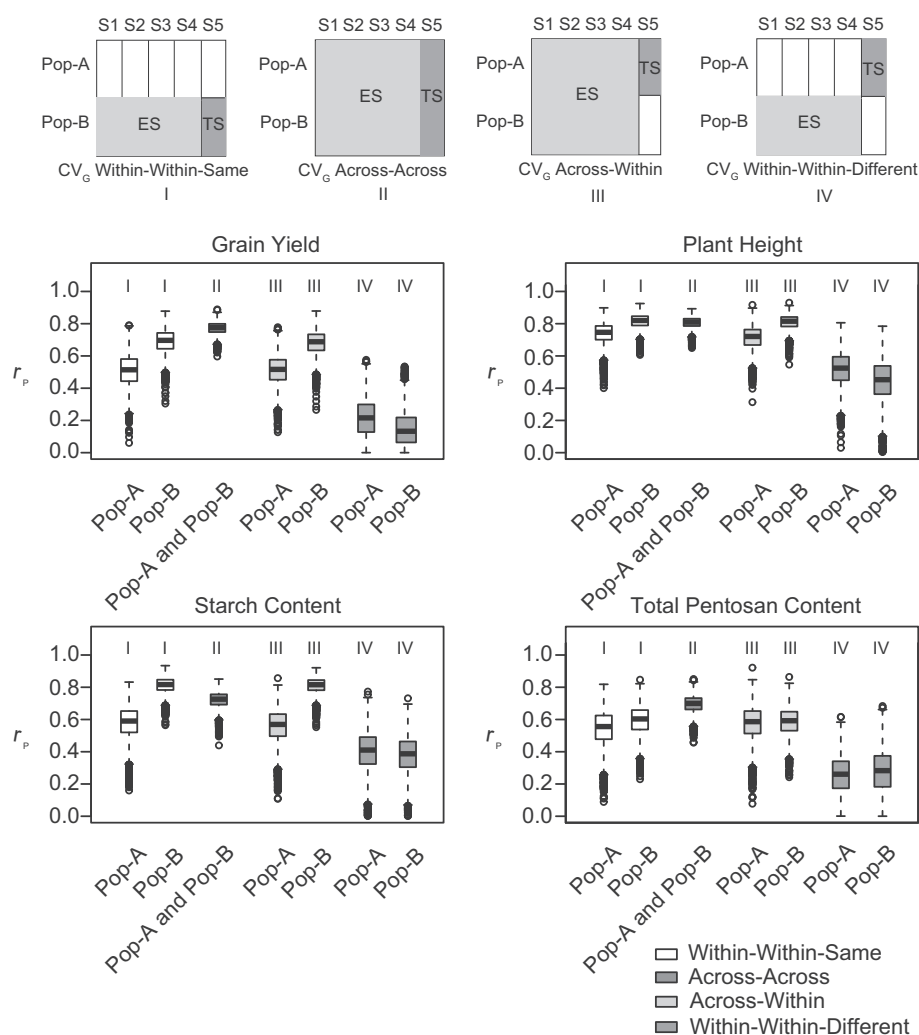 S1 S2 S3 S4 S5
Pop-A
Pop-B
ES
TS
CV_G Within-Within-Same
I
S1 S2 S3 S4 S5
Pop-A
Pop-B
ES
TS
CV_G Across-Across
II
S1 S2 S3 S4 S5
Pop-A
Pop-B
ES
TS
CV_G Across-Within
III
S1 S2 S3 S4 S5
Pop-A
Pop-B
TS
ES
CV_G Within-Within-Different
IV
Grain Yield
I I II III III IV IV
1.0
0.8
0.6
0.4
0.2
0.0
r_P
Pop-A
Pop-B
Pop-A and Pop-B
Pop-A
Pop-B
Pop-A
Pop-B
Plant Height
I I II III III IV IV
1.0
0.8
0.6
0.4
0.2
0.0
r_P
Pop-A
Pop-B
Pop-A and Pop-B
Pop-A
Pop-B
Pop-A
Pop-B
Starch Content
I I II III III IV IV
1.0
0.8
0.6
0.4
0.2
0.0
r_P
Pop-A
Pop-B
Pop-A and Pop-B
Pop-A
Pop-B
Pop-A
Pop-B
Total Pentosan Content
I I II III III IV IV
1.0
0.8
0.6
0.4
0.2
0.0
r_P
Pop-A
Pop-B
Pop-A and Pop-B
Pop-A
Pop-B
Pop-A
Pop-B
Within-Within-Same
Across-Across
Across-Within
Within-Within-Different